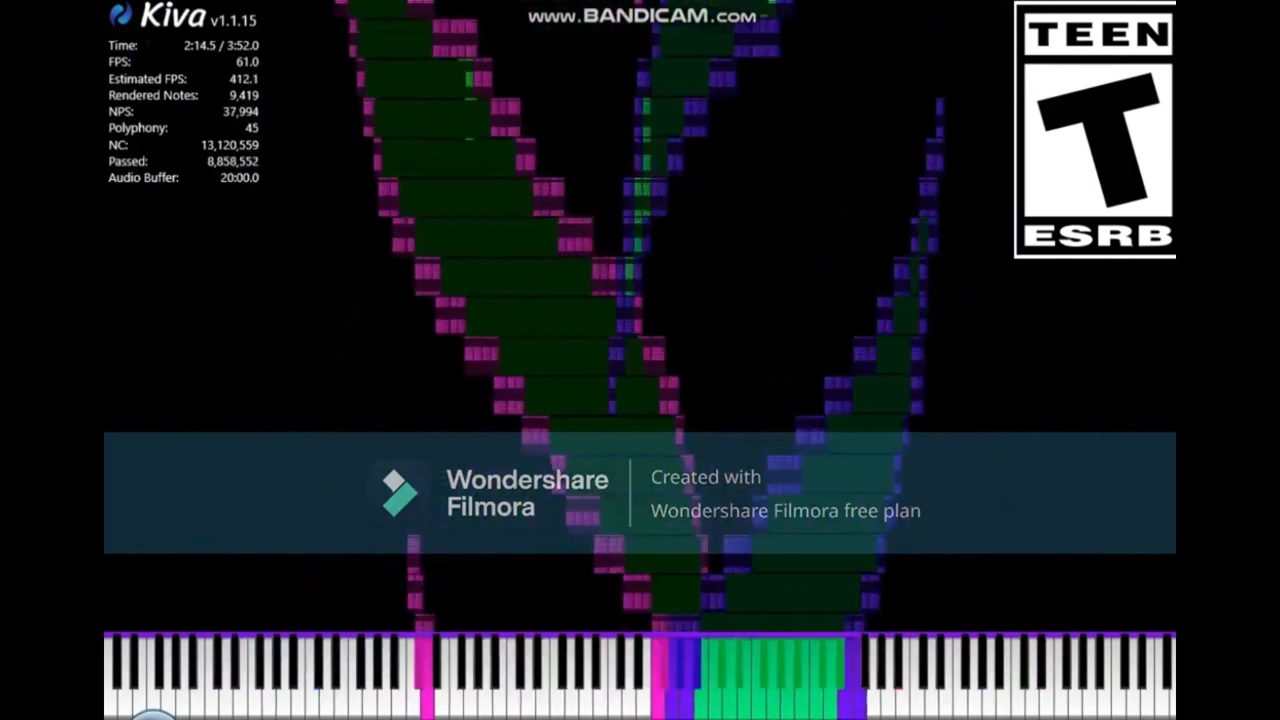 Kiva v1.1.15
www.BANDICAM.com
Time: 2:14.5 / 3:52.0
FPS: 61.0
Estimated FPS: 412.1
Rendered Notes: 9,419
NPS: 37,994
Polyphony: 45
NC: 13,120,559
Passed: 8,858,552
Audio Buffer: 20:00.0
TEEN
T
ESRB
Wondershare
Filmora
Created with
Wondershare Filmora free plan